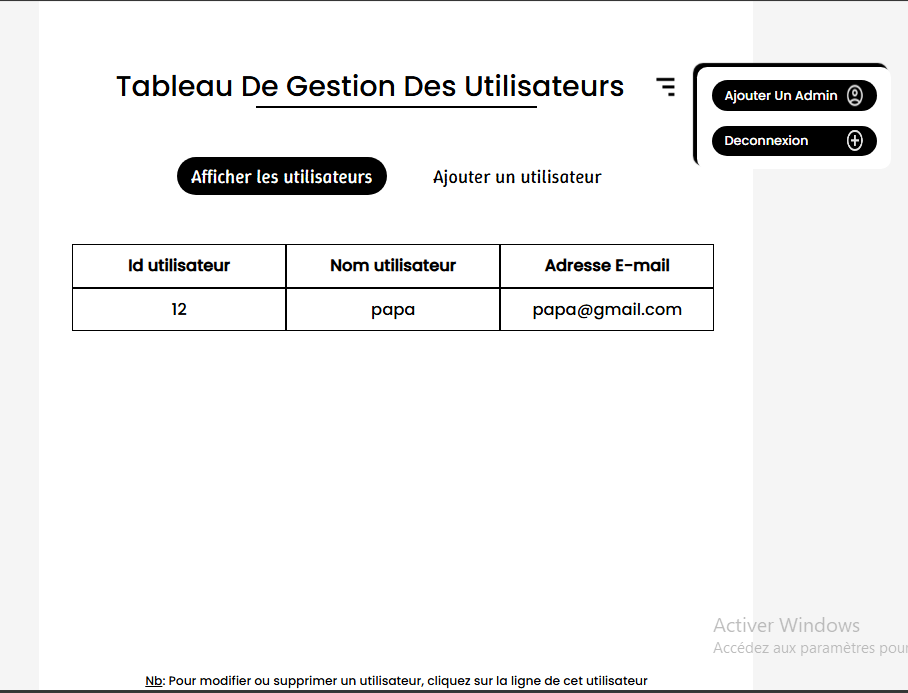 Tableau De Gestion Des Utilisateurs
Ajouter Un Admin
Deconnexion
Afficher les utilisateurs
Ajouter un utilisateur
Id utilisateur Nom utilisateur Adresse E-mail
12 papa papa@gmail.com
Activer Windows
Accédez aux paramètres pour
Nb: Pour modifier ou supprimer un utilisateur, cliquez sur la ligne de cet utilisateur